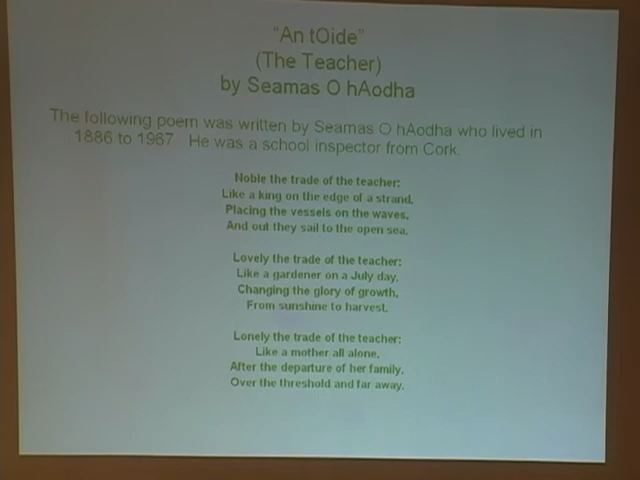 "An tOide"
(The Teacher)
by Seamas O hAodha
The following poem was written by Seamas O hAodha who lived in
1886 to 1967. He was a school inspector from Cork.
Noble the trade of the teacher:
Like a king on the edge of a strand,
Placing the vessels on the waves,
And out they sail to the open sea.
Lovely the trade of the teacher:
Like a gardener on a July day,
Changing the glory of growth,
From sunshine to harvest.
Lonely the trade of the teacher:
Like a mother all alone,
After the departure of her family,
Over the threshold and far away.